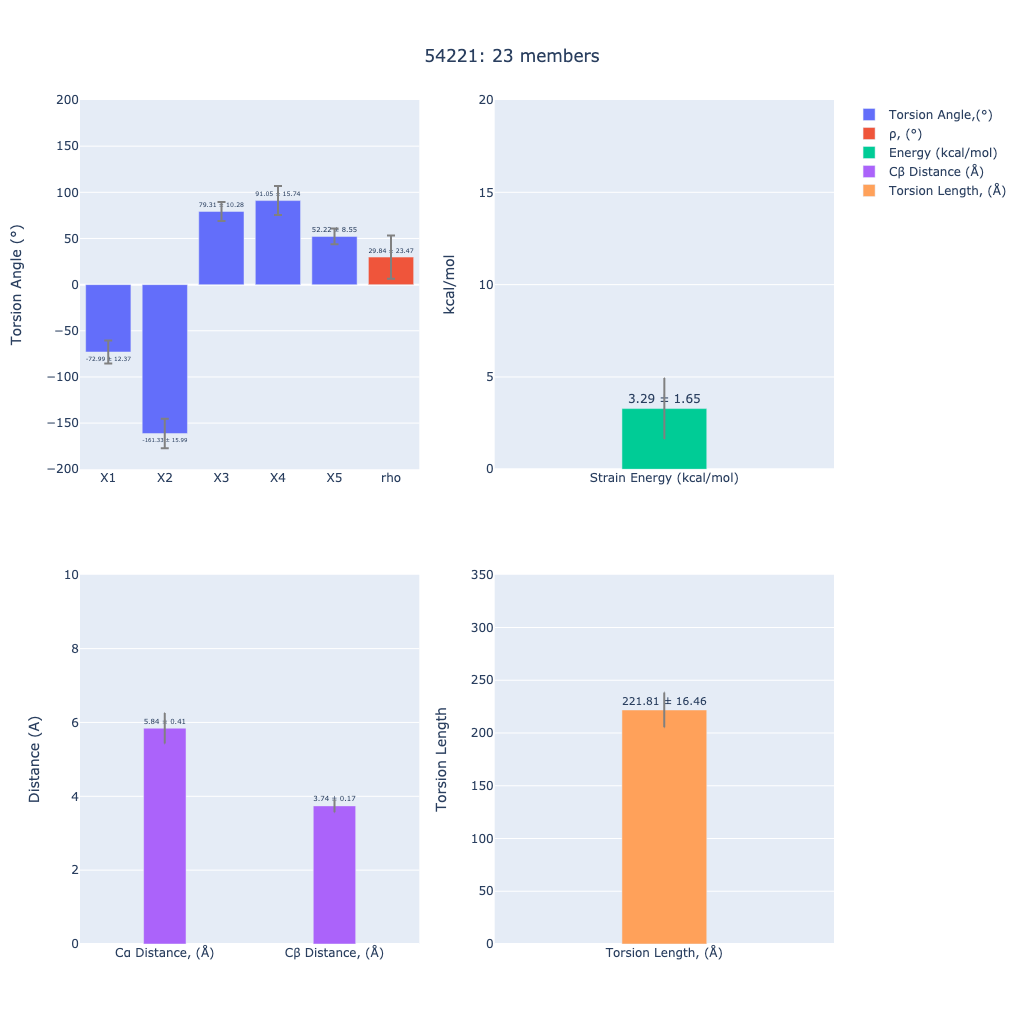 54221: 23 members
200
150
100
50
0
−50
−100
−150
−200
Torsion Angle (°)
-72.99 ± 12.37
-161.33 ± 15.99
79.31 ± 10.28
91.05 ± 15.74
52.22 ± 8.55
29.84 ± 23.47
X1
X2
X3
X4
X5
rho
20
15
10
5
0
kcal/mol
3.29 ± 1.65
Strain Energy (kcal/mol)
Torsion Angle,(°)
ρ, (°)
Energy (kcal/mol)
Cβ Distance (Å)
Torsion Length, (Å)
10
8
6
4
2
0
Distance (A)
5.84 ± 0.41
3.74 ± 0.17
Cα Distance, (Å)
Cβ Distance, (Å)
350
300
250
200
150
100
50
0
Torsion Length
221.81 ± 16.46
Torsion Length, (Å)